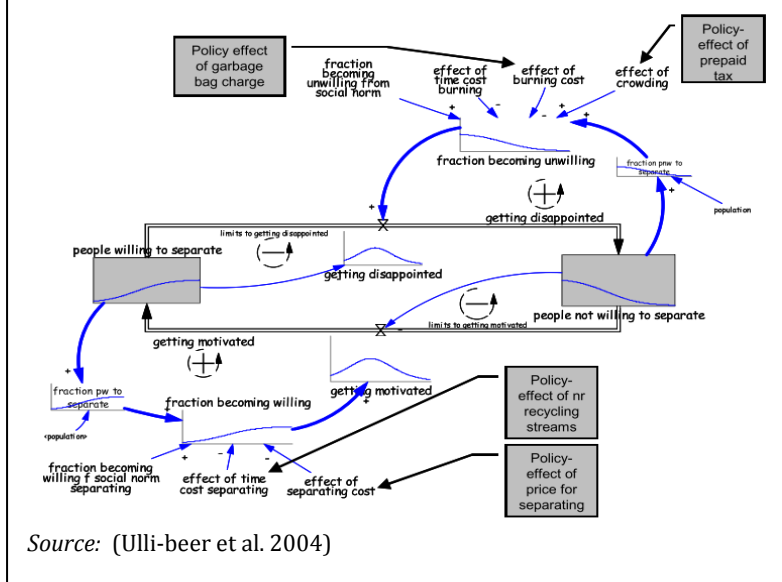 Policy effect
of garbage
bag charge
Policy-
effect of
prepaid
tax
fraction
becoming
unwilling from
social norm
effect of
time cost
burning
effect of
burning cost
effect of
crowding
+
-
-
+
+
fraction becoming unwilling
fraction pnw to
separate
+
population
+
getting disappointed
+
limits to getting disappointed
people willing to separate
getting disappointed
people not willing to separate
limits to getting motivated
-
getting motivated
+
getting motivated
+
+
fraction pw to
separate
+
<population>
fraction becoming willing
+
-
-
fraction becoming
willing f social norm
separating
effect of time
cost separating
effect of
separating cost
Policy-
effect of nr
recycling
streams
Policy-
effect of
price for
separating
Source: (Ulli-beer et al. 2004)